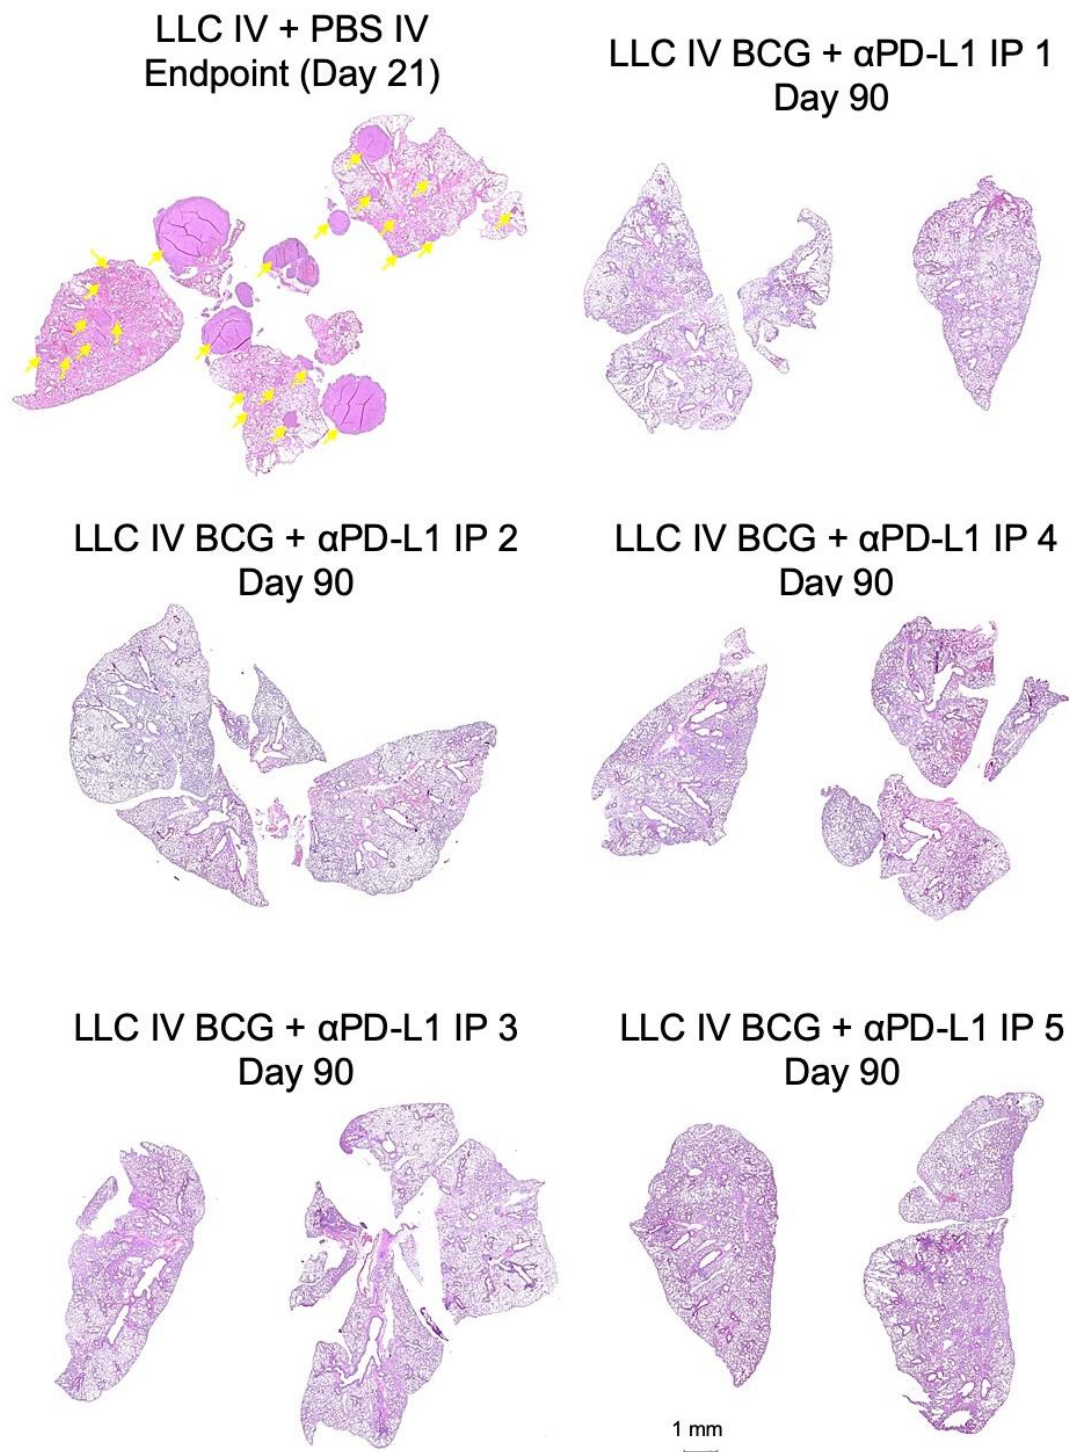 LLC IV + PBS IV
Endpoint (Day 21)
LLC IV BCG + αPD-L1 IP 1
Day 90
LLC IV BCG + αPD-L1 IP 2
Day 90
LLC IV BCG + αPD-L1 IP 4
Day 90
LLC IV BCG + αPD-L1 IP 3
Day 90
LLC IV BCG + αPD-L1 IP 5
Day 90
1 mm